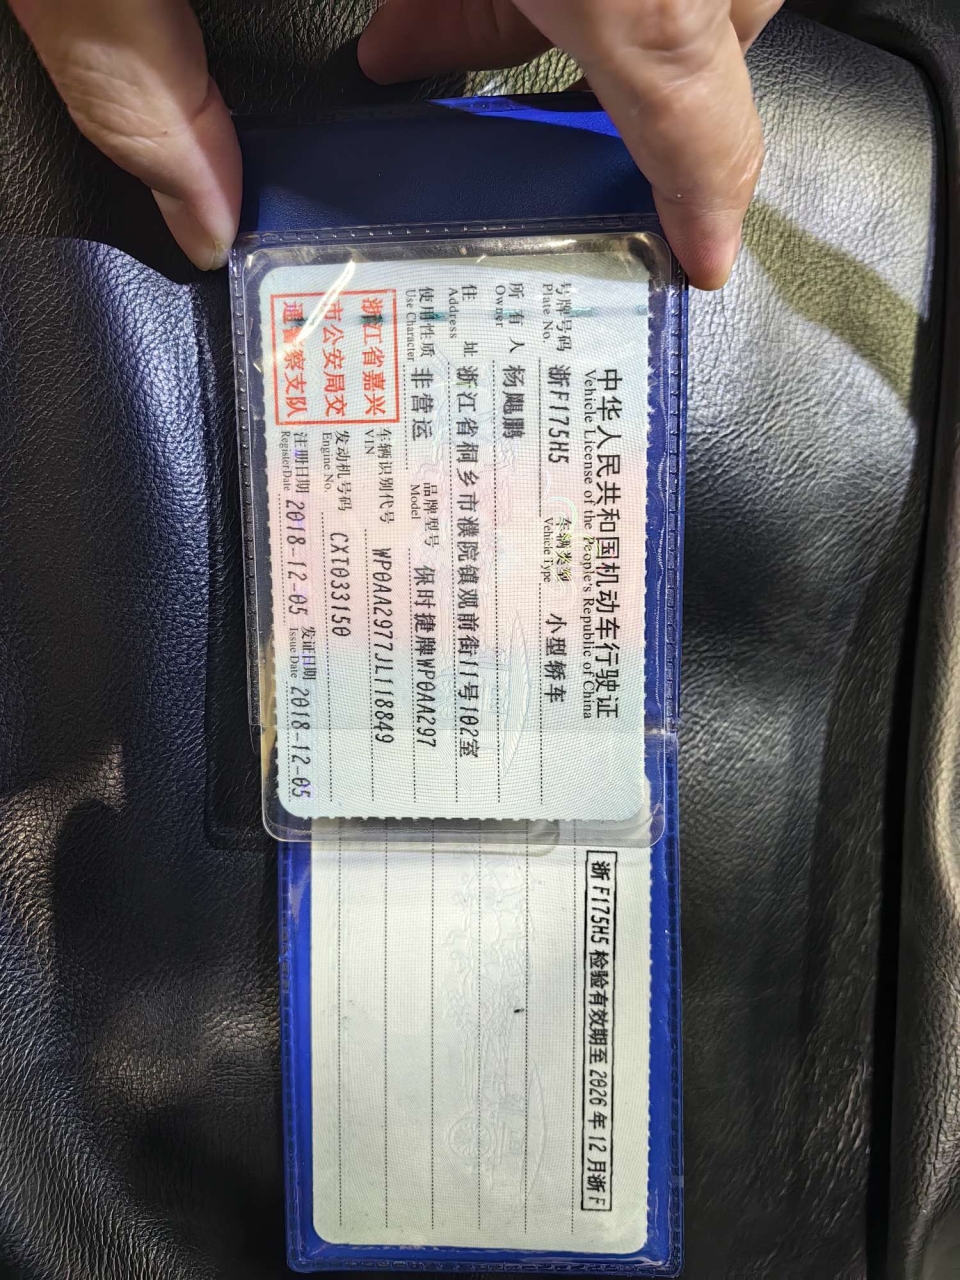 中华人民共和国机动车行驶证
Vehicle License of the People's Republic of China
号牌号码 浙F175H5 车辆类型 小型轿车
Plate No. Vehicle Type
所有人 杨飚鹏
Owner
住址 浙江省桐乡市濮院镇观前街11号102室
Address
使用性质 非营运 品牌型号 保时捷牌WP0AA297
Use Character Model
浙江省嘉兴
市公安局交
通警察支队
车辆识别代号 WP0AA2977JL118849
VIN
发动机号码 CXT033150
Engine No.
注册日期 2018-12-05 发证日期 2018-12-05
Register Date Issue Date
浙F175H5检验有效期至2026年12月浙F